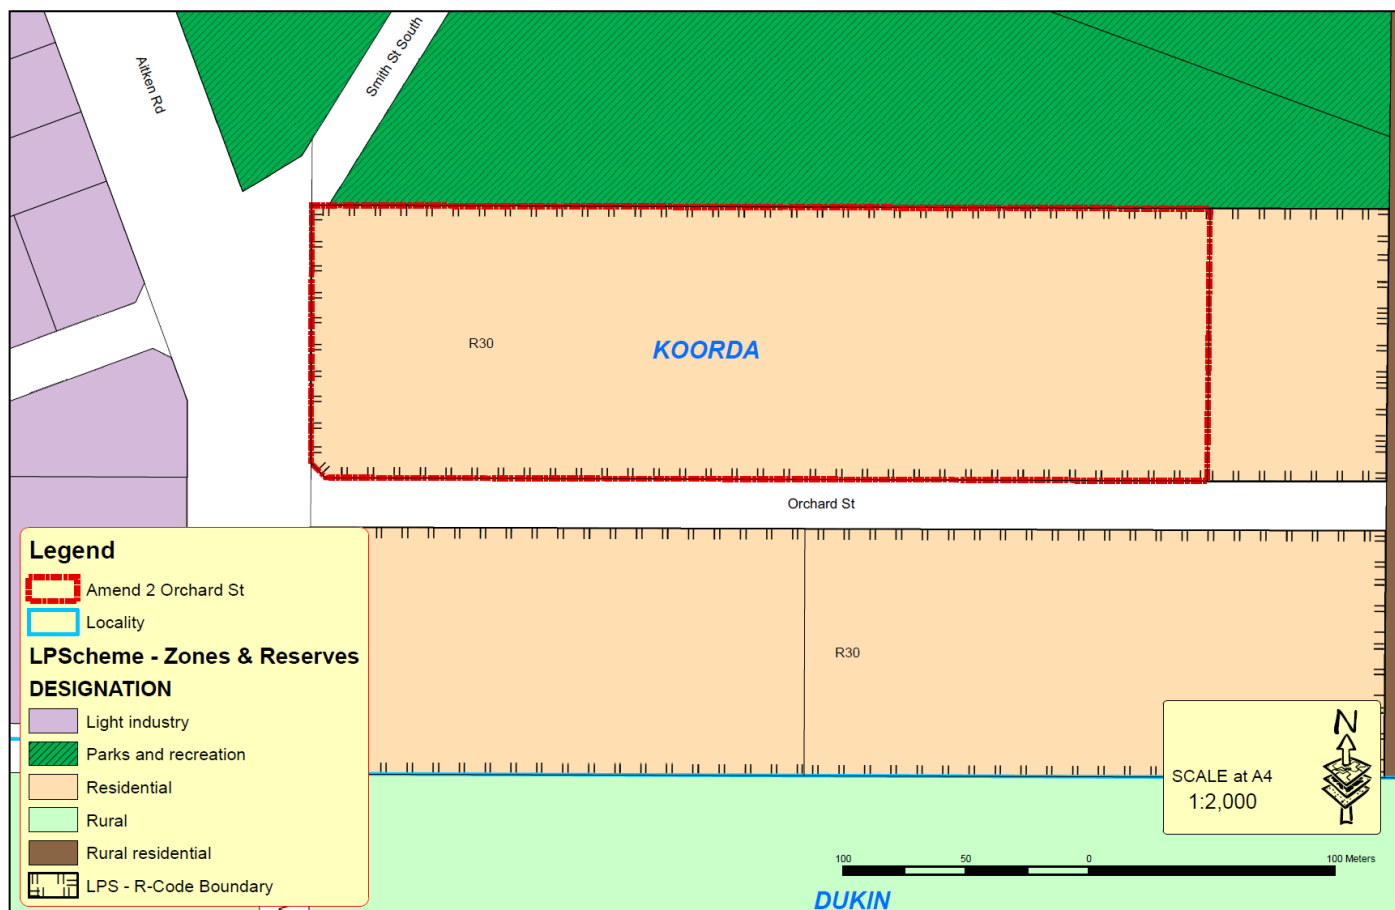 Aitken Rd
Smith St South
R30
KOORDA
Orchard St
R30
Legend
Amend 2 Orchard St
Locality
LPScheme - Zones & Reserves
DESIGNATION
Light industry
Parks and recreation
Residential
Rural
Rural residential
LPS - R-Code Boundary
N
SCALE at A4
1:2,000
100 50 0 100 Meters
DUKIN